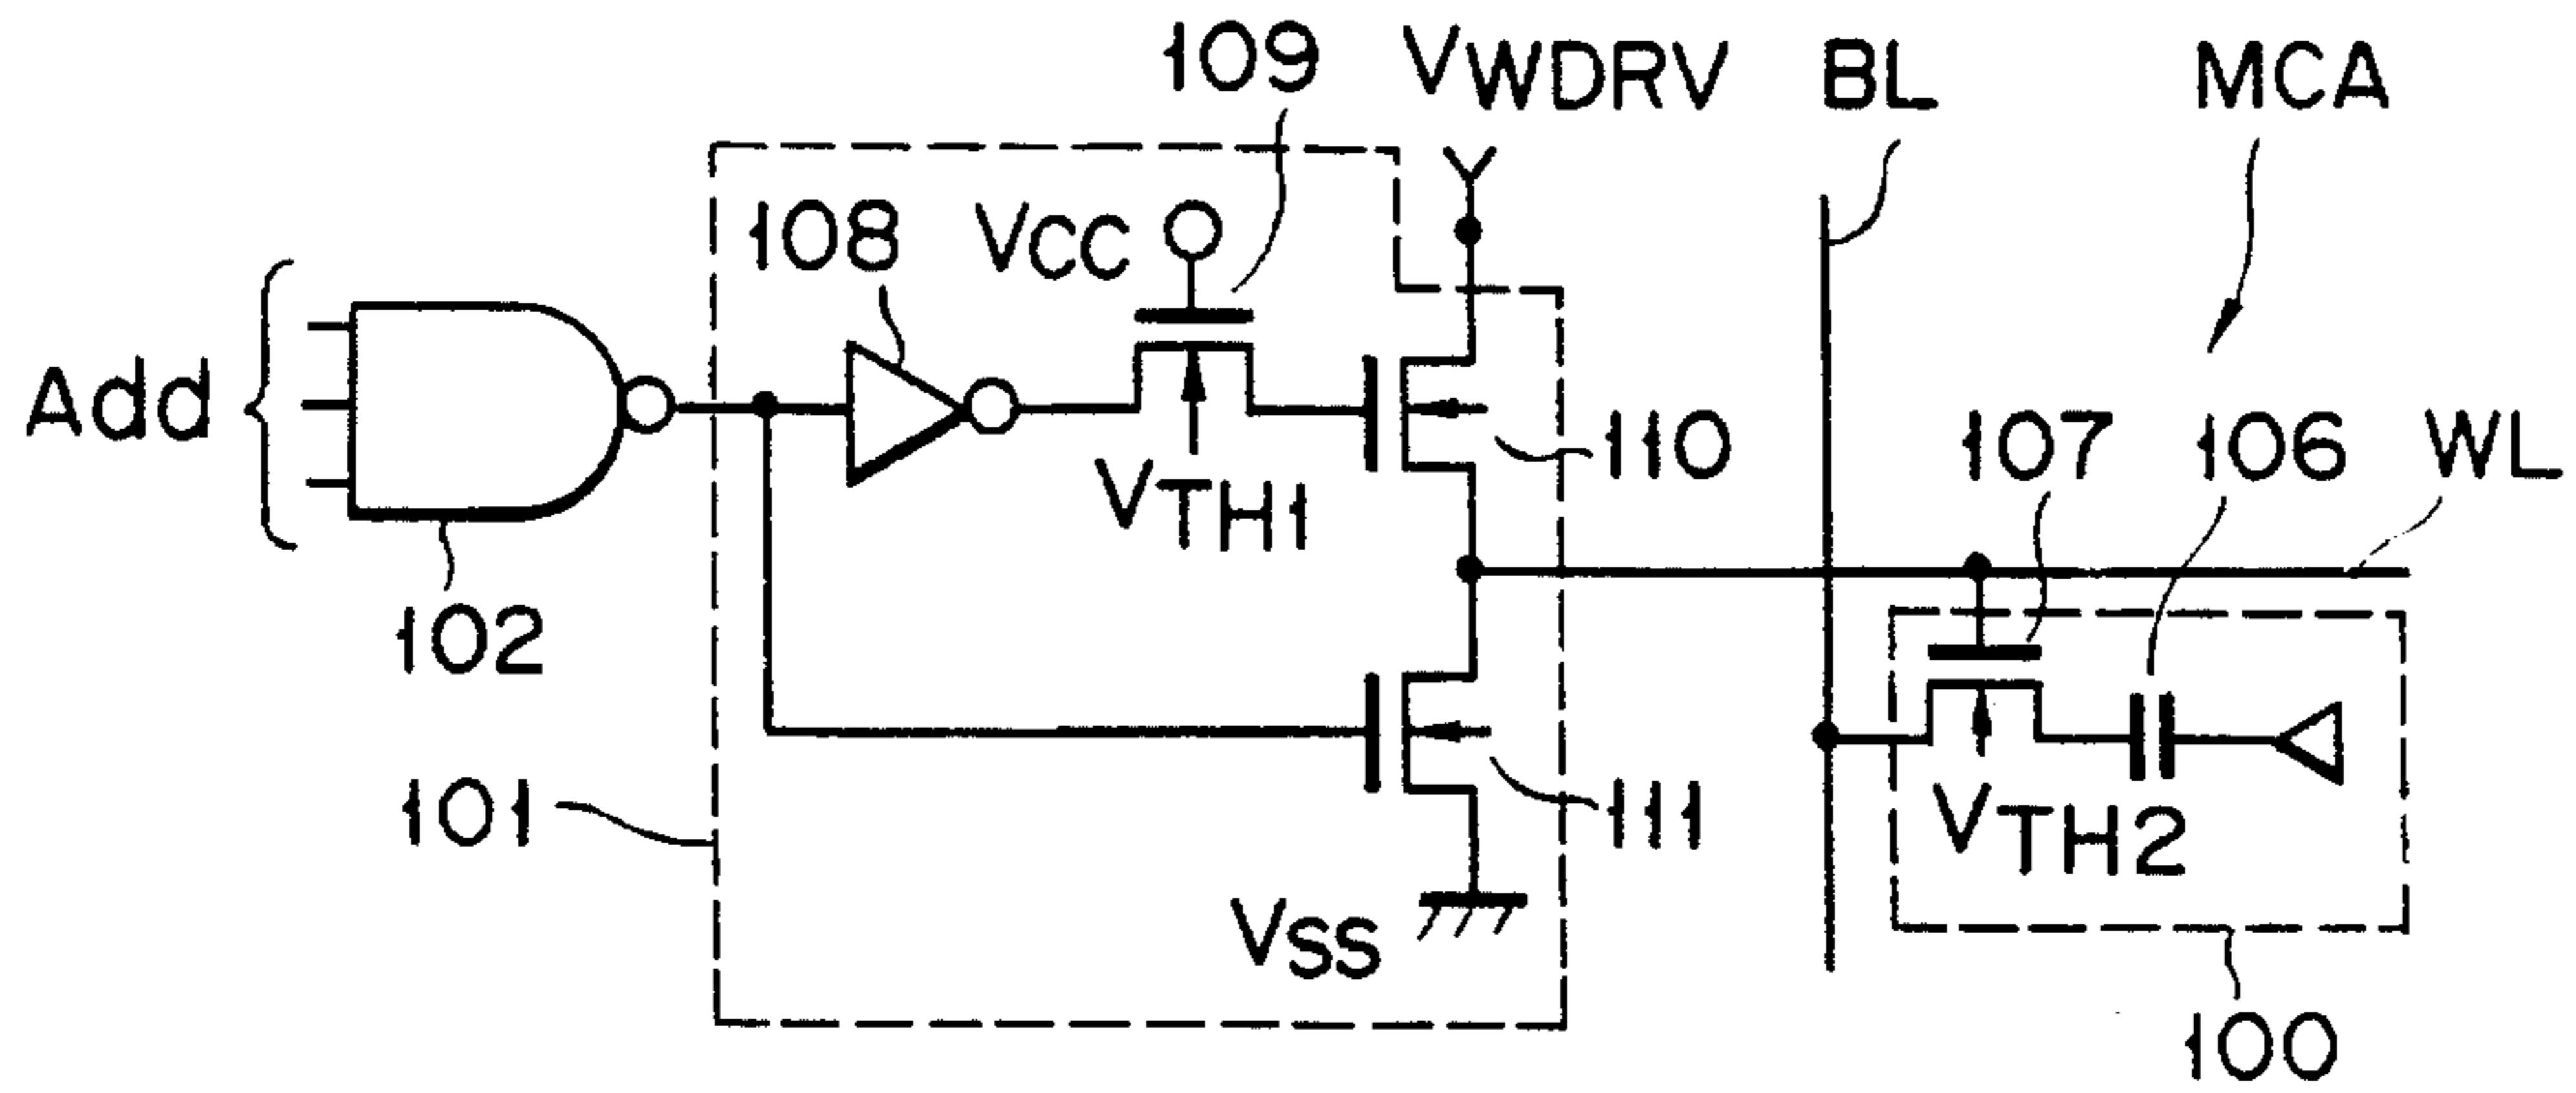 109 VWDRV BL MCA
108 VCC
Add
VTH1
110
107 106 WL
102
101
111
VTH2
VSS
100